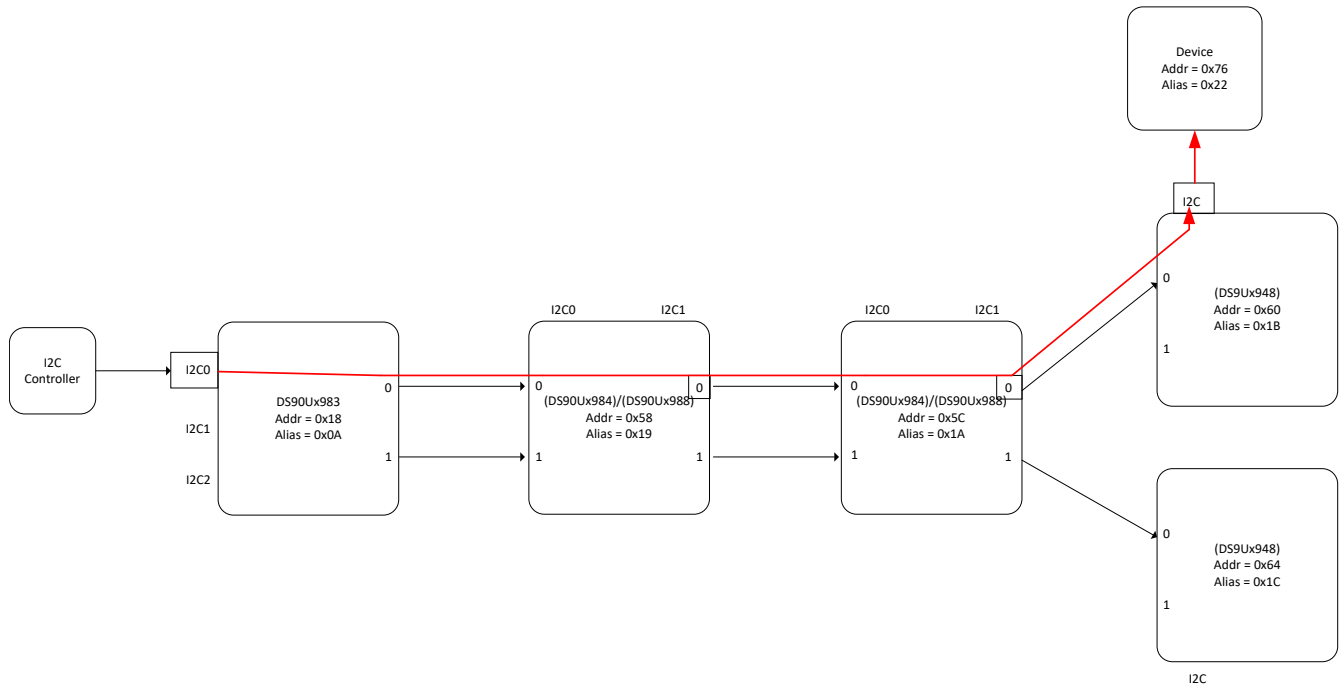 Device
Addr = 0x76
Alias = 0x22
I2C
I2C
Controller
I2C0
I2C1
I2C2
DS90Ux983
Addr = 0x18
Alias = 0x0A
0
1
I2C0
I2C1
0
1
(DS90Ux984)/(DS90Ux988)
Addr = 0x58
Alias = 0x19
0
1
I2C0
I2C1
0
1
(DS90Ux984)/(DS90Ux988)
Addr = 0x5C
Alias = 0x1A
0
1
0
1
(DS9Ux948)
Addr = 0x60
Alias = 0x1B
0
1
(DS9Ux948)
Addr = 0x64
Alias = 0x1C
I2C